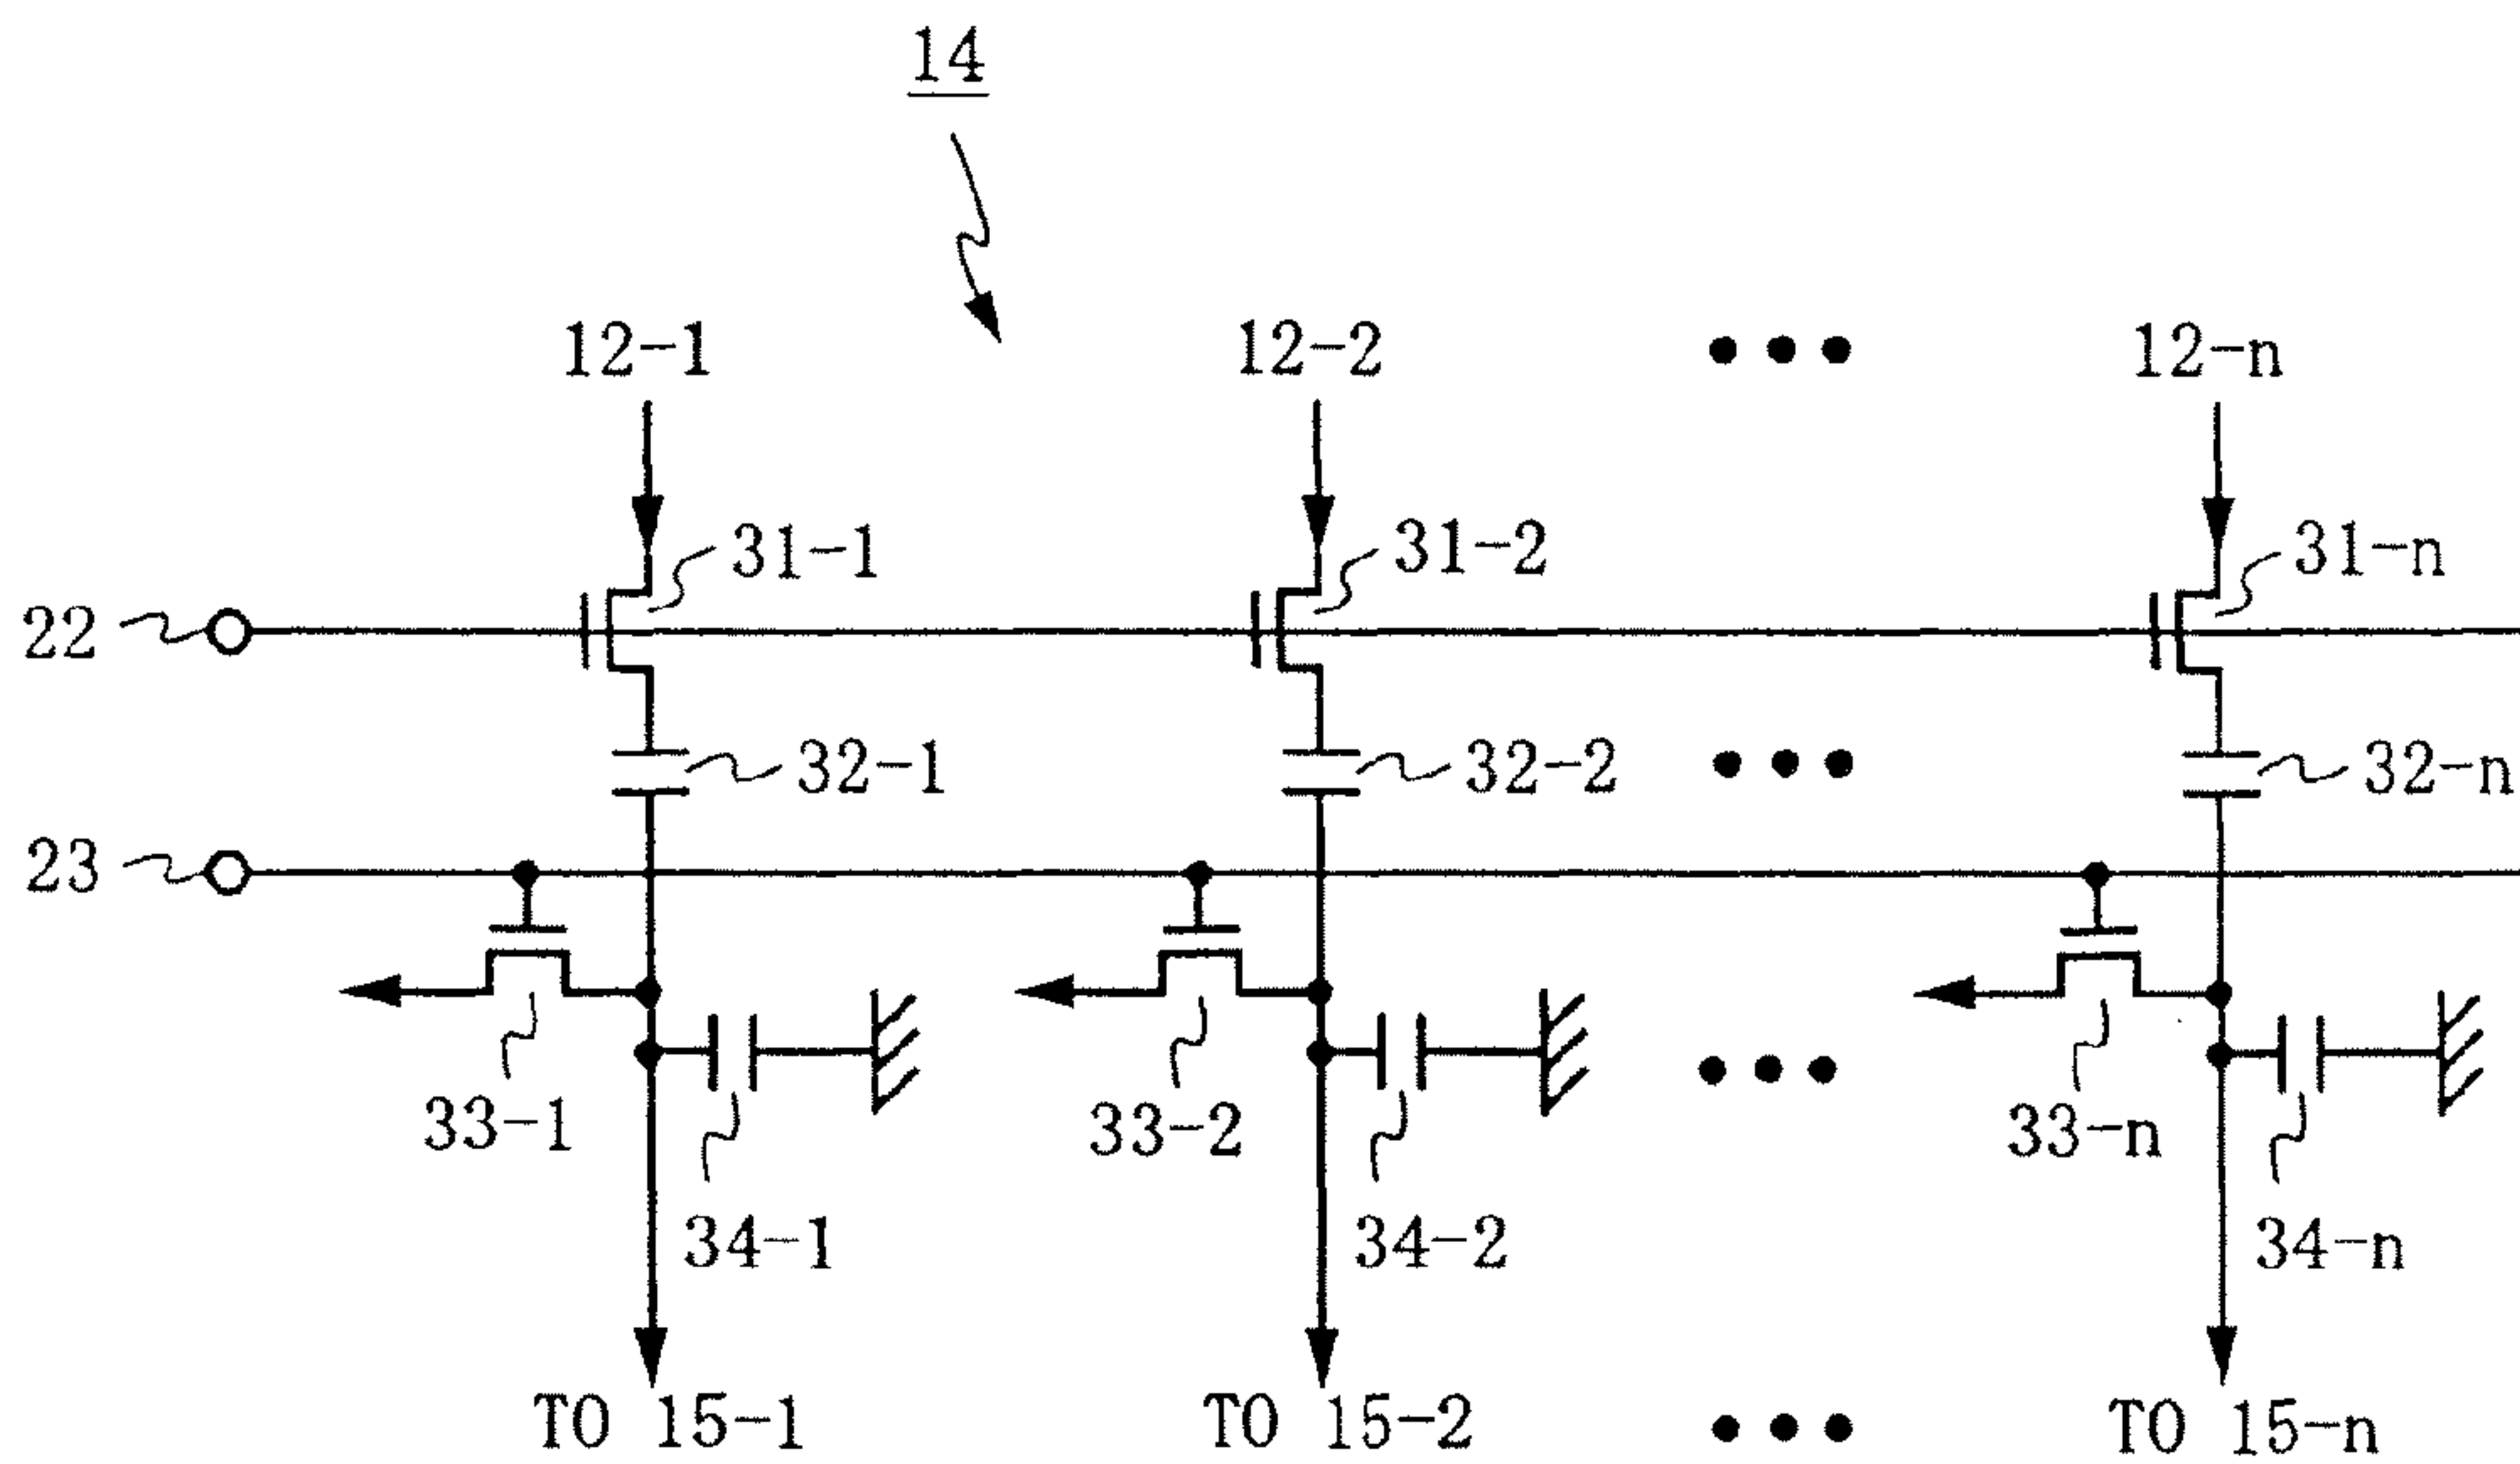 14
12-1 12-2 ••• 12-n
31-1 31-2 31-n
22
32-1 32-2 ••• 32-n
23
33-1 33-2 ••• 33-n
34-1 34-2 34-n
TO 15-1 TO 15-2 ••• TO 15-n